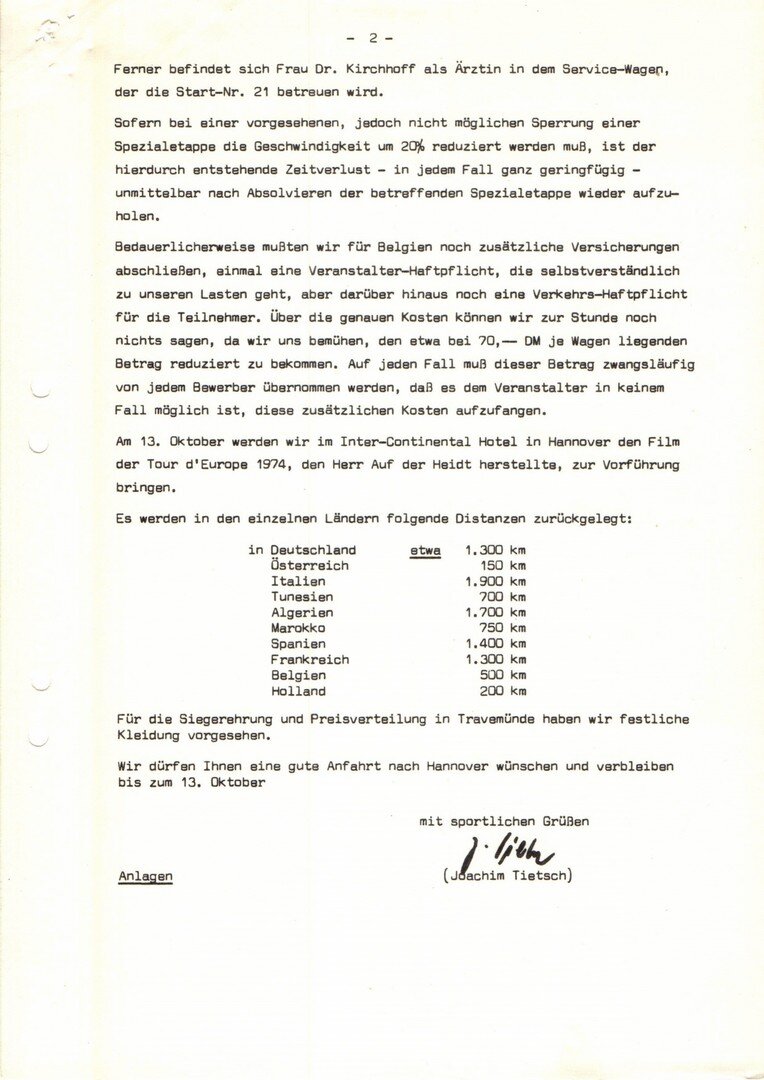 - 2 -
Ferner befindet sich Frau Dr. Kirchhoff als Ärztin in dem Service-Wagen,
der die Start-Nr. 21 betreuen wird.
Sofern bei einer vorgesehenen, jedoch nicht möglichen Sperrung einer
Spezialetappe die Geschwindigkeit um 20% reduziert werden muß, ist der
hierdurch entstehende Zeitverlust - in jedem Fall ganz geringfügig -
unmittelbar nach Absolvieren der betreffenden Spezialetappe wieder aufzu-
holen.
Bedauerlicherweise mußten wir für Belgien noch zusätzliche Versicherungen
abschließen, einmal eine Veranstalter-Haftpflicht, die selbstverständlich
zu unseren Lasten geht, aber darüber hinaus noch eine Verkehrs-Haftpflicht
für die Teilnehmer. Über die genauen Kosten können wir zur Stunde noch
nichts sagen, da wir uns bemühen, den etwa bei 70,-- DM je Wagen liegenden
Betrag reduziert zu bekommen. Auf jeden Fall muß dieser Betrag zwangsläufig
von jedem Bewerber übernommen werden, daß es dem Veranstalter in keinem
Fall möglich ist, diese zusätzlichen Kosten aufzufangen.
Am 13. Oktober werden wir im Inter-Continental Hotel in Hannover den Film
der Tour d'Europe 1974, den Herr Auf der Heidt herstellte, zur Vorführung
bringen.
Es werden in den einzelnen Ländern folgende Distanzen zurückgelegt:
in Deutschland etwa 1.300 km
Österreich 150 km
Italien 1.900 km
Tunesien 700 km
Algerien 1.700 km
Marokko 750 km
Spanien 1.400 km
Frankreich 1.300 km
Belgien 500 km
Holland 200 km
Für die Siegerehrung und Preisverteilung in Travemünde haben wir festliche
Kleidung vorgesehen.
Wir dürfen Ihnen eine gute Anfahrt nach Hannover wünschen und verbleiben
bis zum 13. Oktober
mit sportlichen Grüßen
Anlagen (Joachim Tietsch)